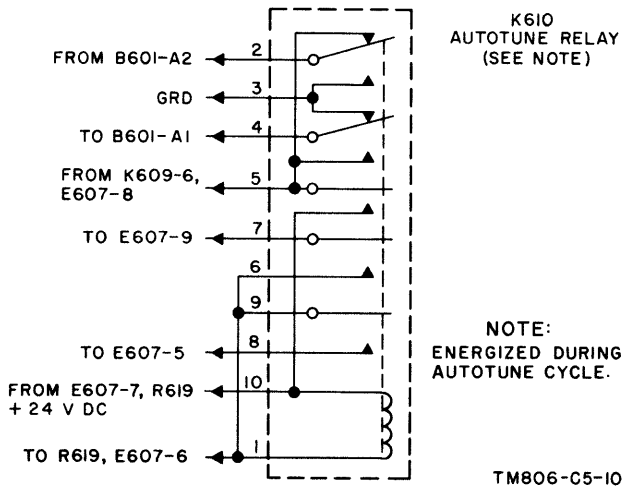 K610
AUTOTUNE RELAY
(SEE NOTE)
FROM B601-A2
2
GRD
3
TO B601-A1
4
FROM K609-6,
E607-8
5
TO E607-9
7
6
9
TO E607-5
8
FROM E607-7, R619
+ 24 V DC
10
TO R619, E607-6
1
NOTE:
ENERGIZED DURING
AUTOTUNE CYCLE.
TM806-C5-10